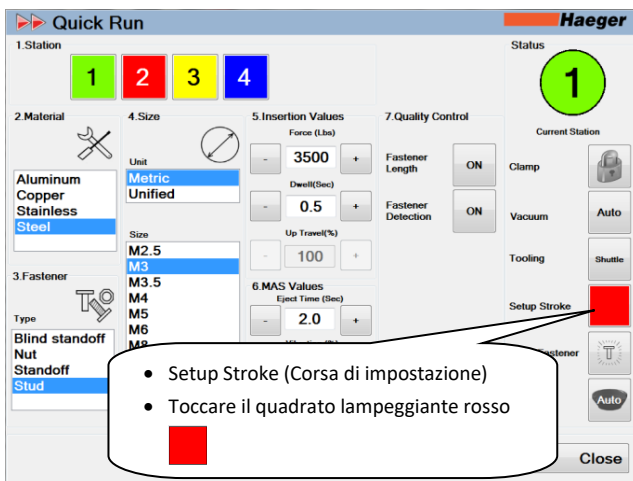 Quick Run
Haeger
1.Station
1
2
3
4
Status
1
Current Station
2.Material
Aluminum
Copper
Stainless
Steel
3.Fastener
Type
Blind standoff
Nut
Standoff
Stud
4.Size
Unit
Metric
Unified
Size
M2.5
M3
M3.5
M4
M5
M6
M8
5.Insertion Values
Force (Lbs)
- 3500 +
Dwell(Sec)
- 0.5 +
Up Travel(%)
- 100 +
6.MAS Values
Eject Time (Sec)
- 2.0 +
7.Quality Control
Fastener Length ON
Fastener Detection ON
Clamp
Vacuum Auto
Tooling Shuttle
Setup Stroke
Fastener
Auto
• Setup Stroke (Corsa di impostazione)
• Toccare il quadrato lampeggiante rosso
Close